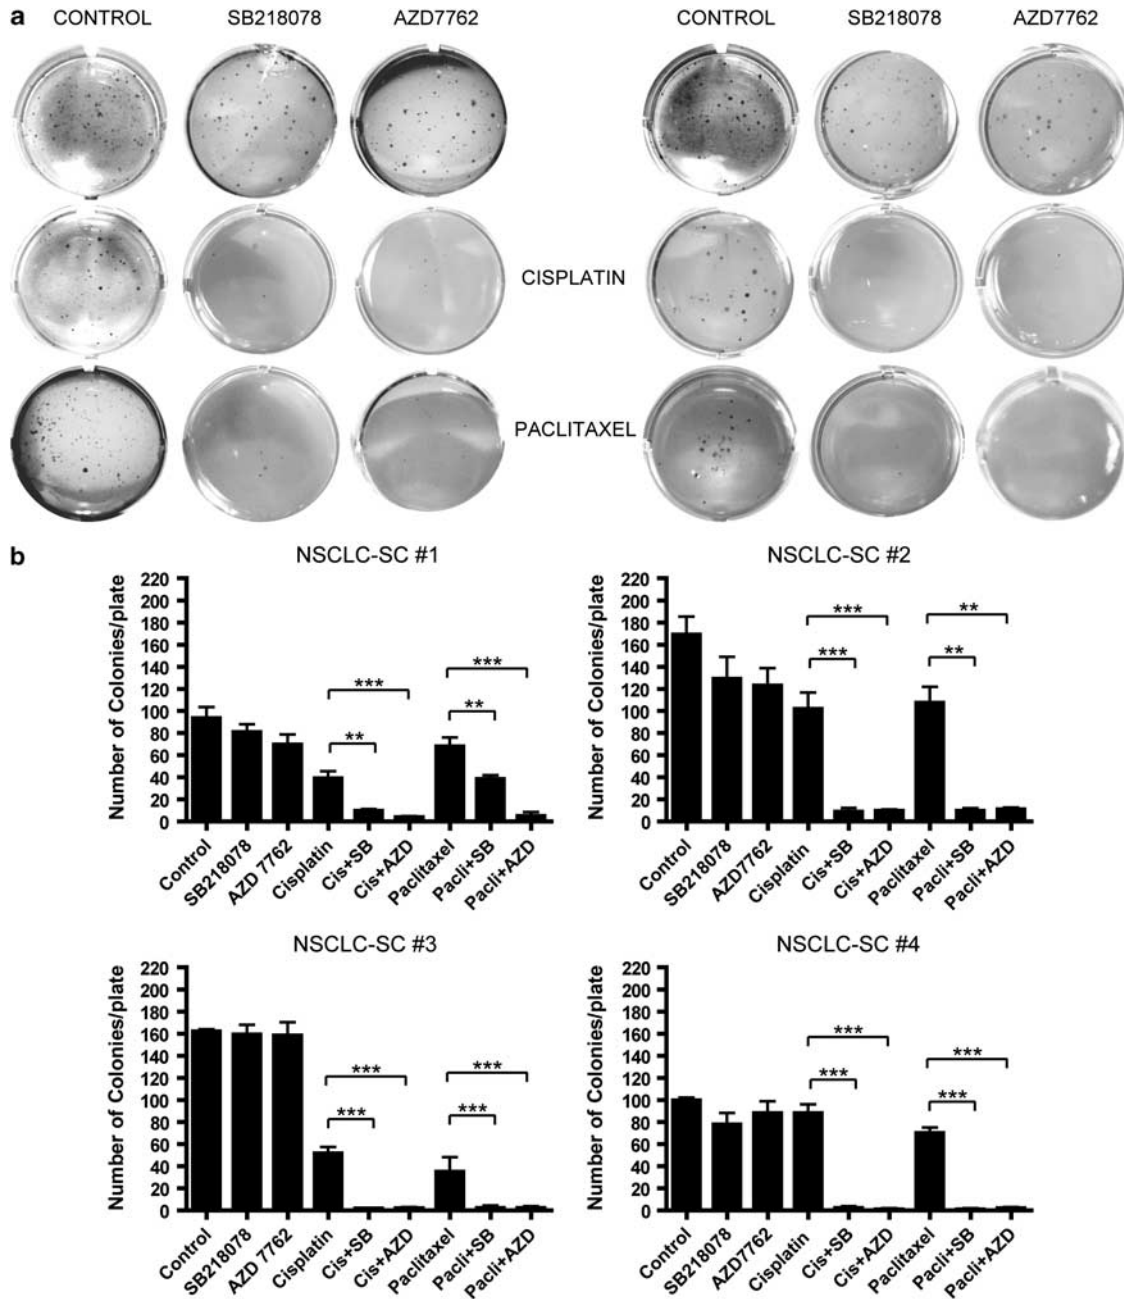 a
CONTROL SB218078 AZD7762 CONTROL SB218078 AZD7762
CISPLATIN
PACLITAXEL
b
NSCLC-SC #1
Number of Colonies/plate
220
200
180
160
140
120
100
80
60
40
20
0
*** ** *** **
Control SB218078 AZD 7762 Cisplatin Cis+SB Cis+AZD Paclitaxel Pacli+SB Pacli+AZD
NSCLC-SC #2
Number of Colonies/plate
220
200
180
160
140
120
100
80
60
40
20
0
*** *** ** **
Control SB218078 AZD7762 Cisplatin Cis+SB Cis+AZD Paclitaxel Pacli+SB Pacli+AZD
NSCLC-SC #3
Number of Colonies/plate
220
200
180
160
140
120
100
80
60
40
20
0
*** *** *** ***
Control SB218078 AZD 7762 Cisplatin Cis+SB Cis+AZD Paclitaxel Pacli+SB Pacli+AZD
NSCLC-SC #4
Number of Colonies/plate
220
200
180
160
140
120
100
80
60
40
20
0
*** *** *** ***
Control SB218078 AZD7762 Cisplatin Cis+SB Cis+AZD Paclitaxel Pacli+SB Pacli+AZD